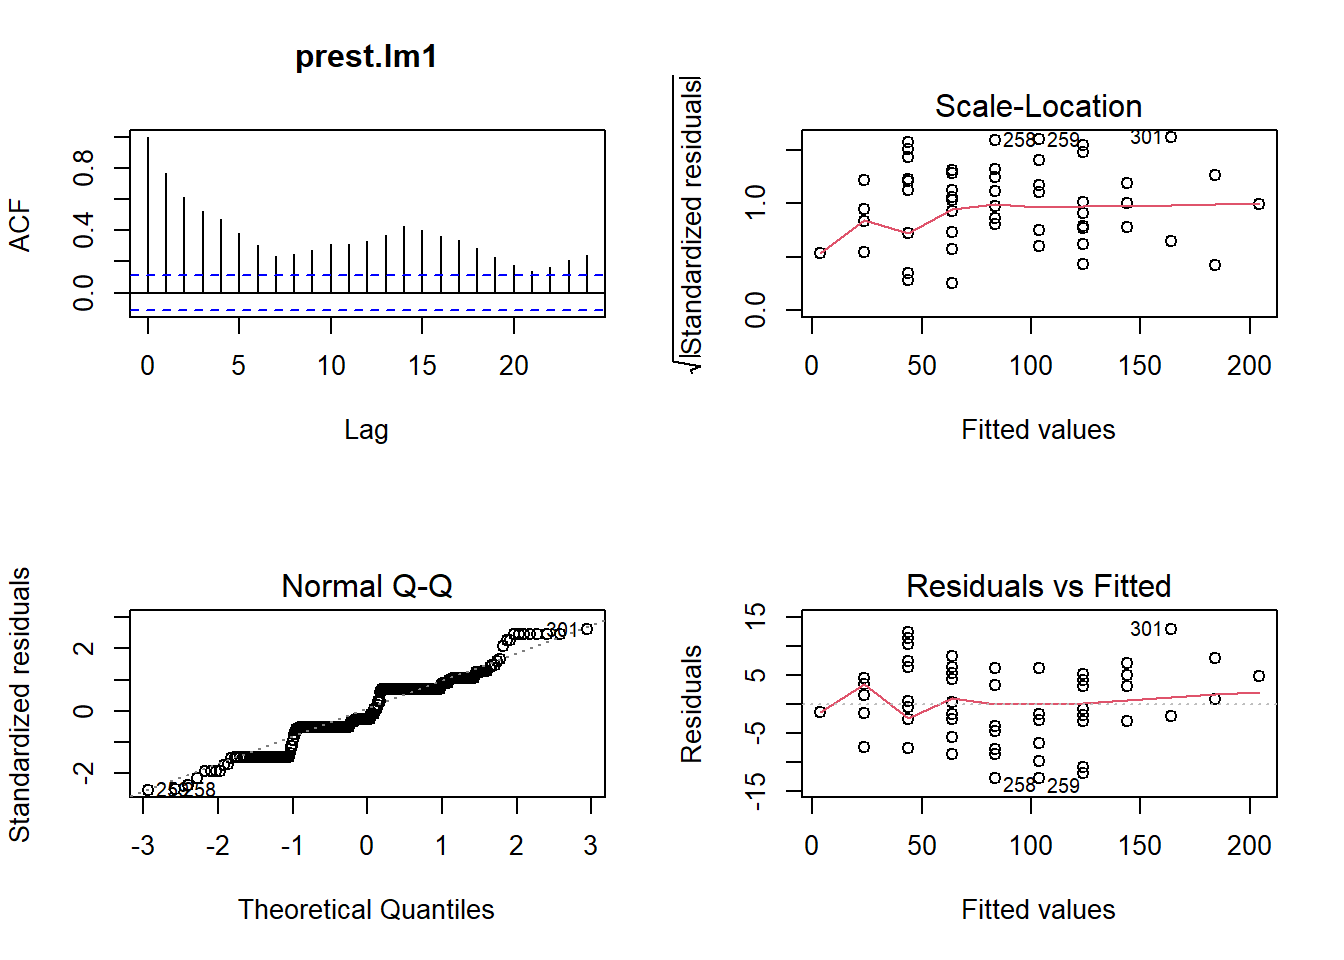 prest.lm1
ACF
0.0 0.4 0.8
0 5 10 15 20
Lag
Scale-Location
√|Standardized residuals|
0.0 1.0
258 259 301
0 50 100 150 200
Fitted values
Normal Q-Q
Standardized residuals
-2 0 2
301
259 258
-3 -2 -1 0 1 2 3
Theoretical Quantiles
Residuals vs Fitted
Residuals
-15 -5 5 15
301
258 259
0 50 100 150 200
Fitted values